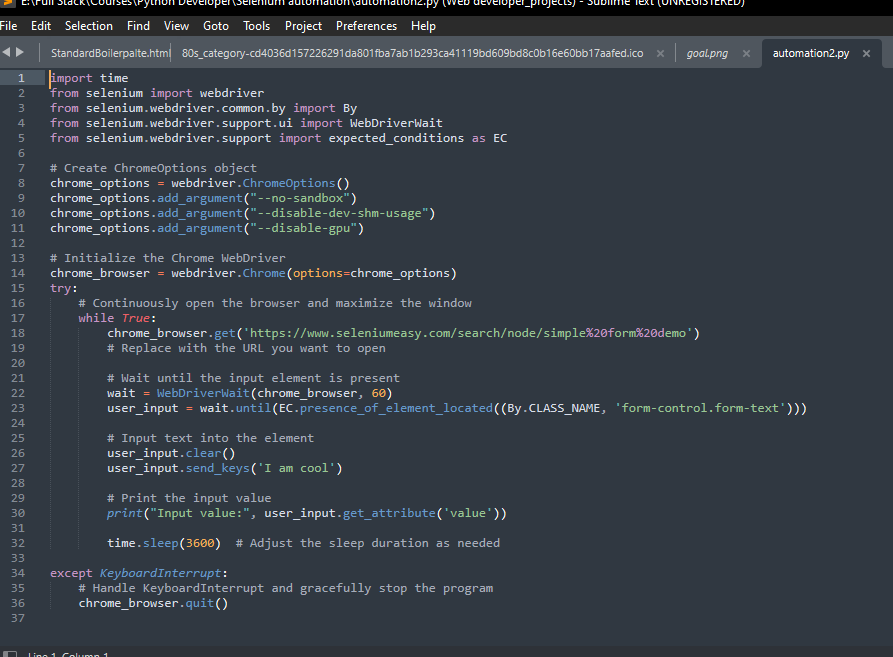 E:\Full Stack\Courses\Python Developer\Selenium automation\automation2.py (Web developer_projects) - Sublime Text (UNREGISTERED)
File Edit Selection Find View Goto Tools Project Preferences Help
StandardBoilerpalte.html 80s_category-cd4036d157226291da801fba7ab1b293ca41119bd609bd8c0b16e60bb17aafed.ico × goal.png × automation2.py ×
1 import time
2 from selenium import webdriver
3 from selenium.webdriver.common.by import By
4 from selenium.webdriver.support.ui import WebDriverWait
5 from selenium.webdriver.support import expected_conditions as EC
6
7 # Create ChromeOptions object
8 chrome_options = webdriver.ChromeOptions()
9 chrome_options.add_argument("--no-sandbox")
10 chrome_options.add_argument("--disable-dev-shm-usage")
11 chrome_options.add_argument("--disable-gpu")
12
13 # Initialize the Chrome WebDriver
14 chrome_browser = webdriver.Chrome(options=chrome_options)
15 try:
16     # Continuously open the browser and maximize the window
17     while True:
18         chrome_browser.get('https://www.seleniumeasy.com/search/node/simple%20form%20demo')
19         # Replace with the URL you want to open
20
21         # Wait until the input element is present
22         wait = WebDriverWait(chrome_browser, 60)
23         user_input = wait.until(EC.presence_of_element_located((By.CLASS_NAME, 'form-control.form-text')))
24
25         # Input text into the element
26         user_input.clear()
27         user_input.send_keys('I am cool')
28
29         # Print the input value
30         print("Input value:", user_input.get_attribute('value'))
31
32         time.sleep(3600)  # Adjust the sleep duration as needed
33
34 except KeyboardInterrupt:
35     # Handle KeyboardInterrupt and gracefully stop the program
36     chrome_browser.quit()
37
Line 1, Column 1